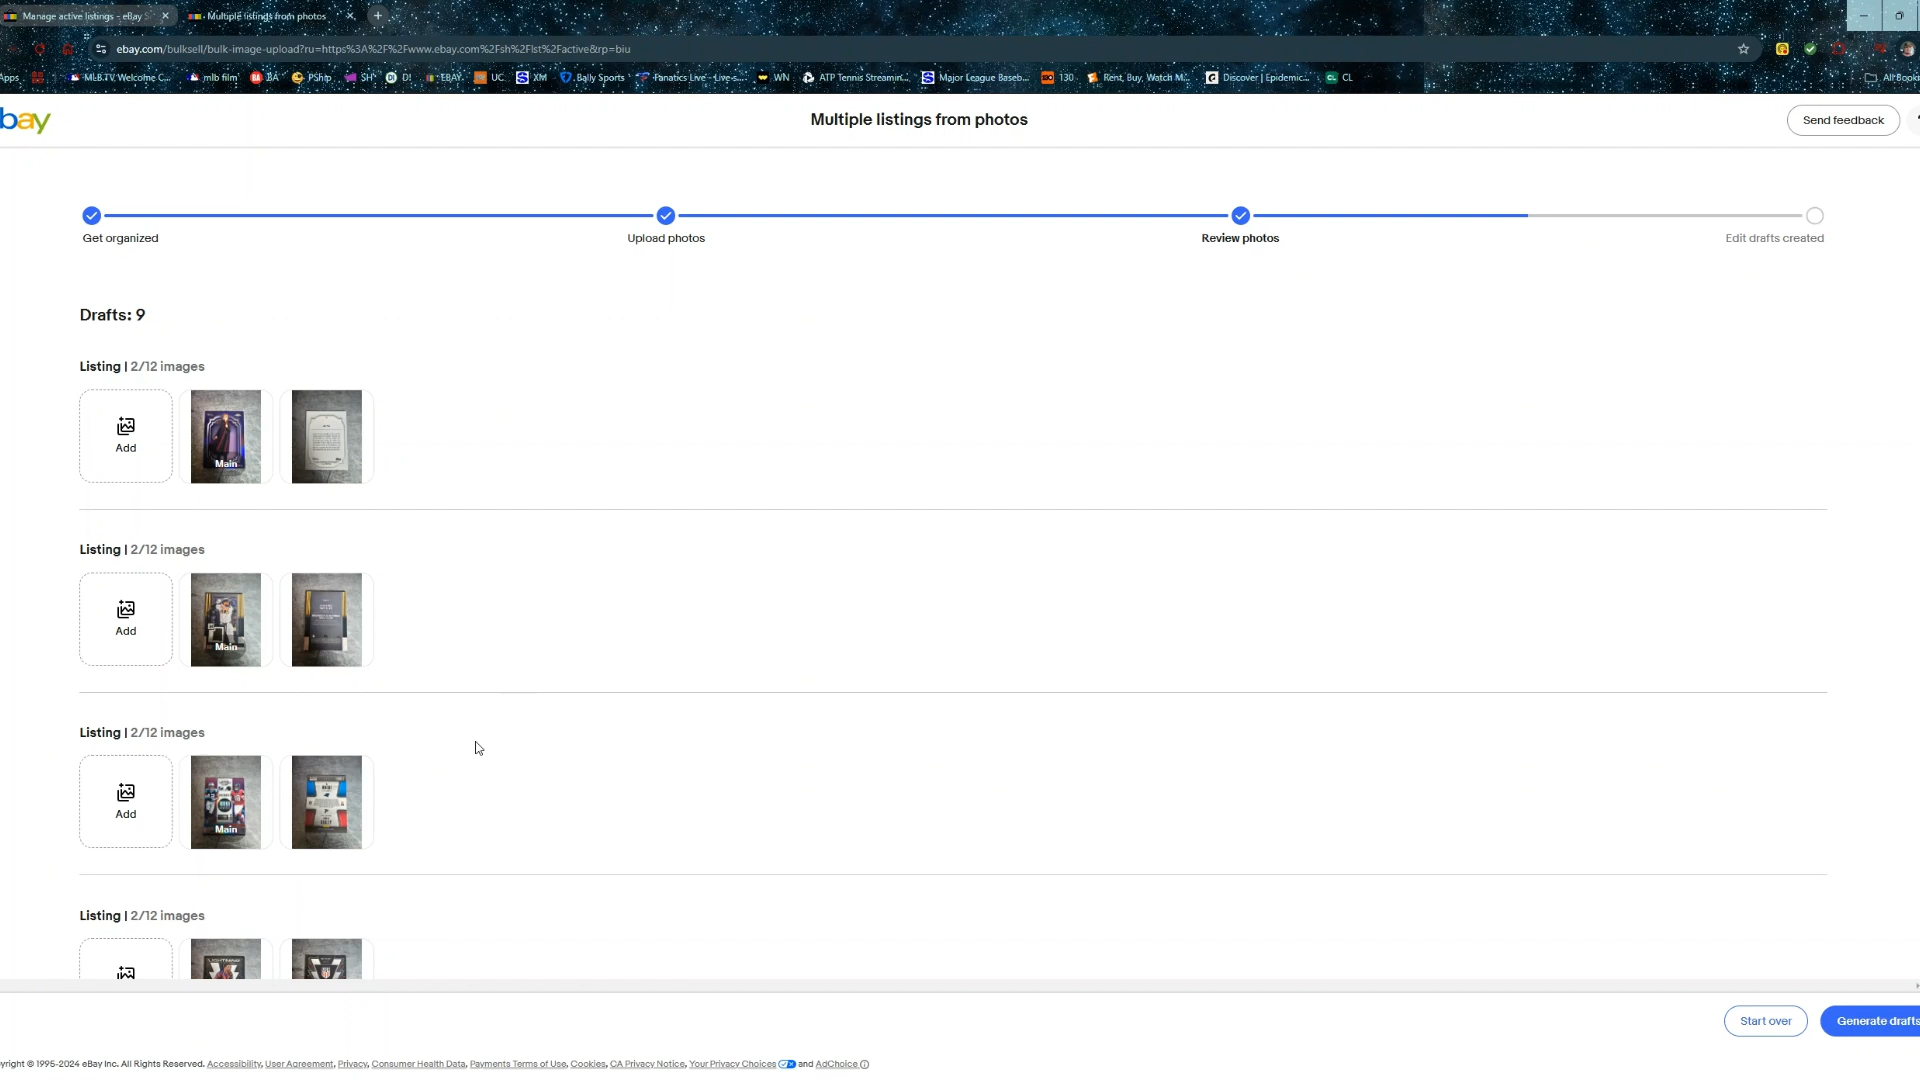 Manage active listings - eBay S
Multiple listings from photos
ebay.com/bulksell/bulk-image-upload?ru=https%3A%2F%2Fwww.ebay.com%2Fsh%2Flst%2Factive&rp=biu
Apps MLB.TV Welcome C... mlb film BA PShip SH DI EBAY UC XM Bally Sports Fanatics Live - Live-s... WN ATP Tennis Streamin... Major League Baseb... 130 Rent, Buy, Watch M... Discover | Epidemic... CL All Book
bay
Multiple listings from photos
Send feedback
Get organized Upload photos Review photos Edit drafts created
Drafts: 9
Listing | 2/12 images
Add
Main
Listing | 2/12 images
Add
Main
Listing | 2/12 images
Add
Main
Listing | 2/12 images
Start over Generate drafts
yright © 1995-2024 eBay Inc. All Rights Reserved. Accessibility, User Agreement, Privacy, Consumer Health Data, Payments Terms of Use, Cookies, CA Privacy Notice, Your Privacy Choices and AdChoice